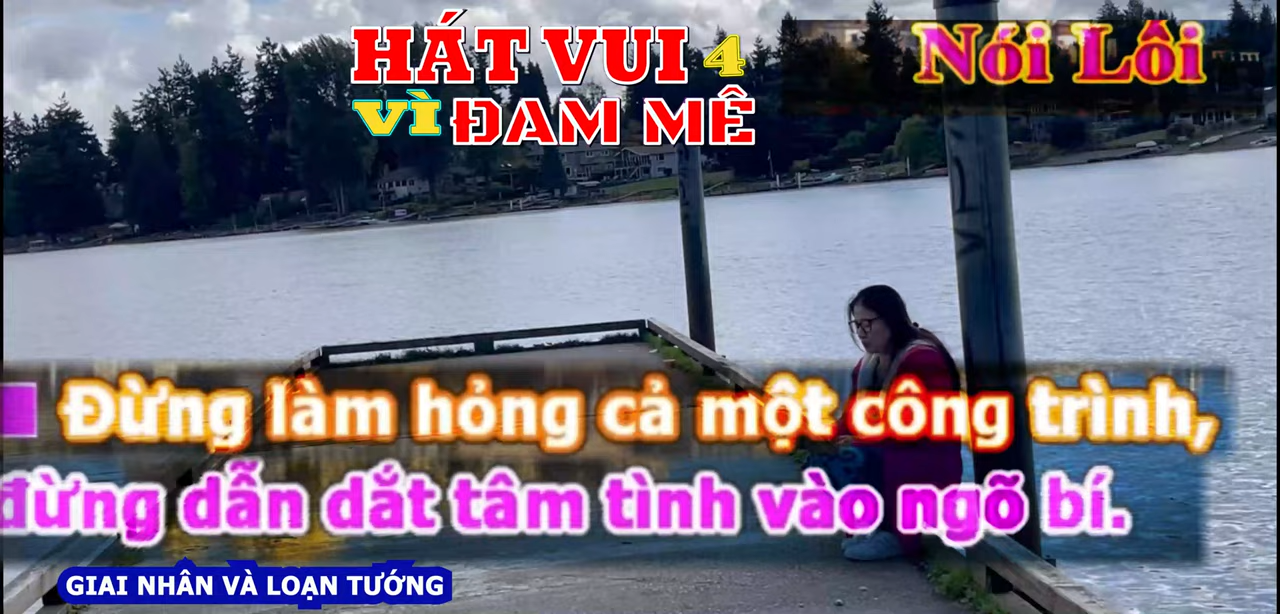 HÁT VUI 4
VÌ ĐAM MÊ
Nói Lối
Đừng làm hỏng cả một công trình,
đừng dẫn dắt tâm tình vào ngõ bí.
GIAI NHÂN VÀ LOẠN TƯỚNG